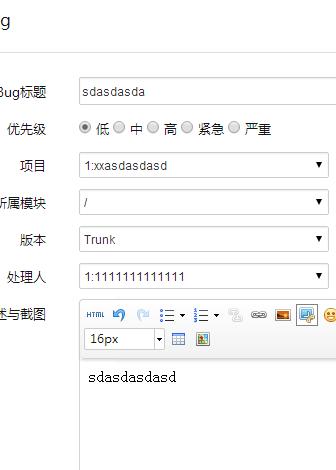 g
Bug标题 sdasdasda
优先级 低 中 高 紧急 严重
项目 1:xxasdasdasd
所属模块 /
版本 Trunk
处理人 1:1111111111111
述与截图 HTML
16px
sdasdasdasd